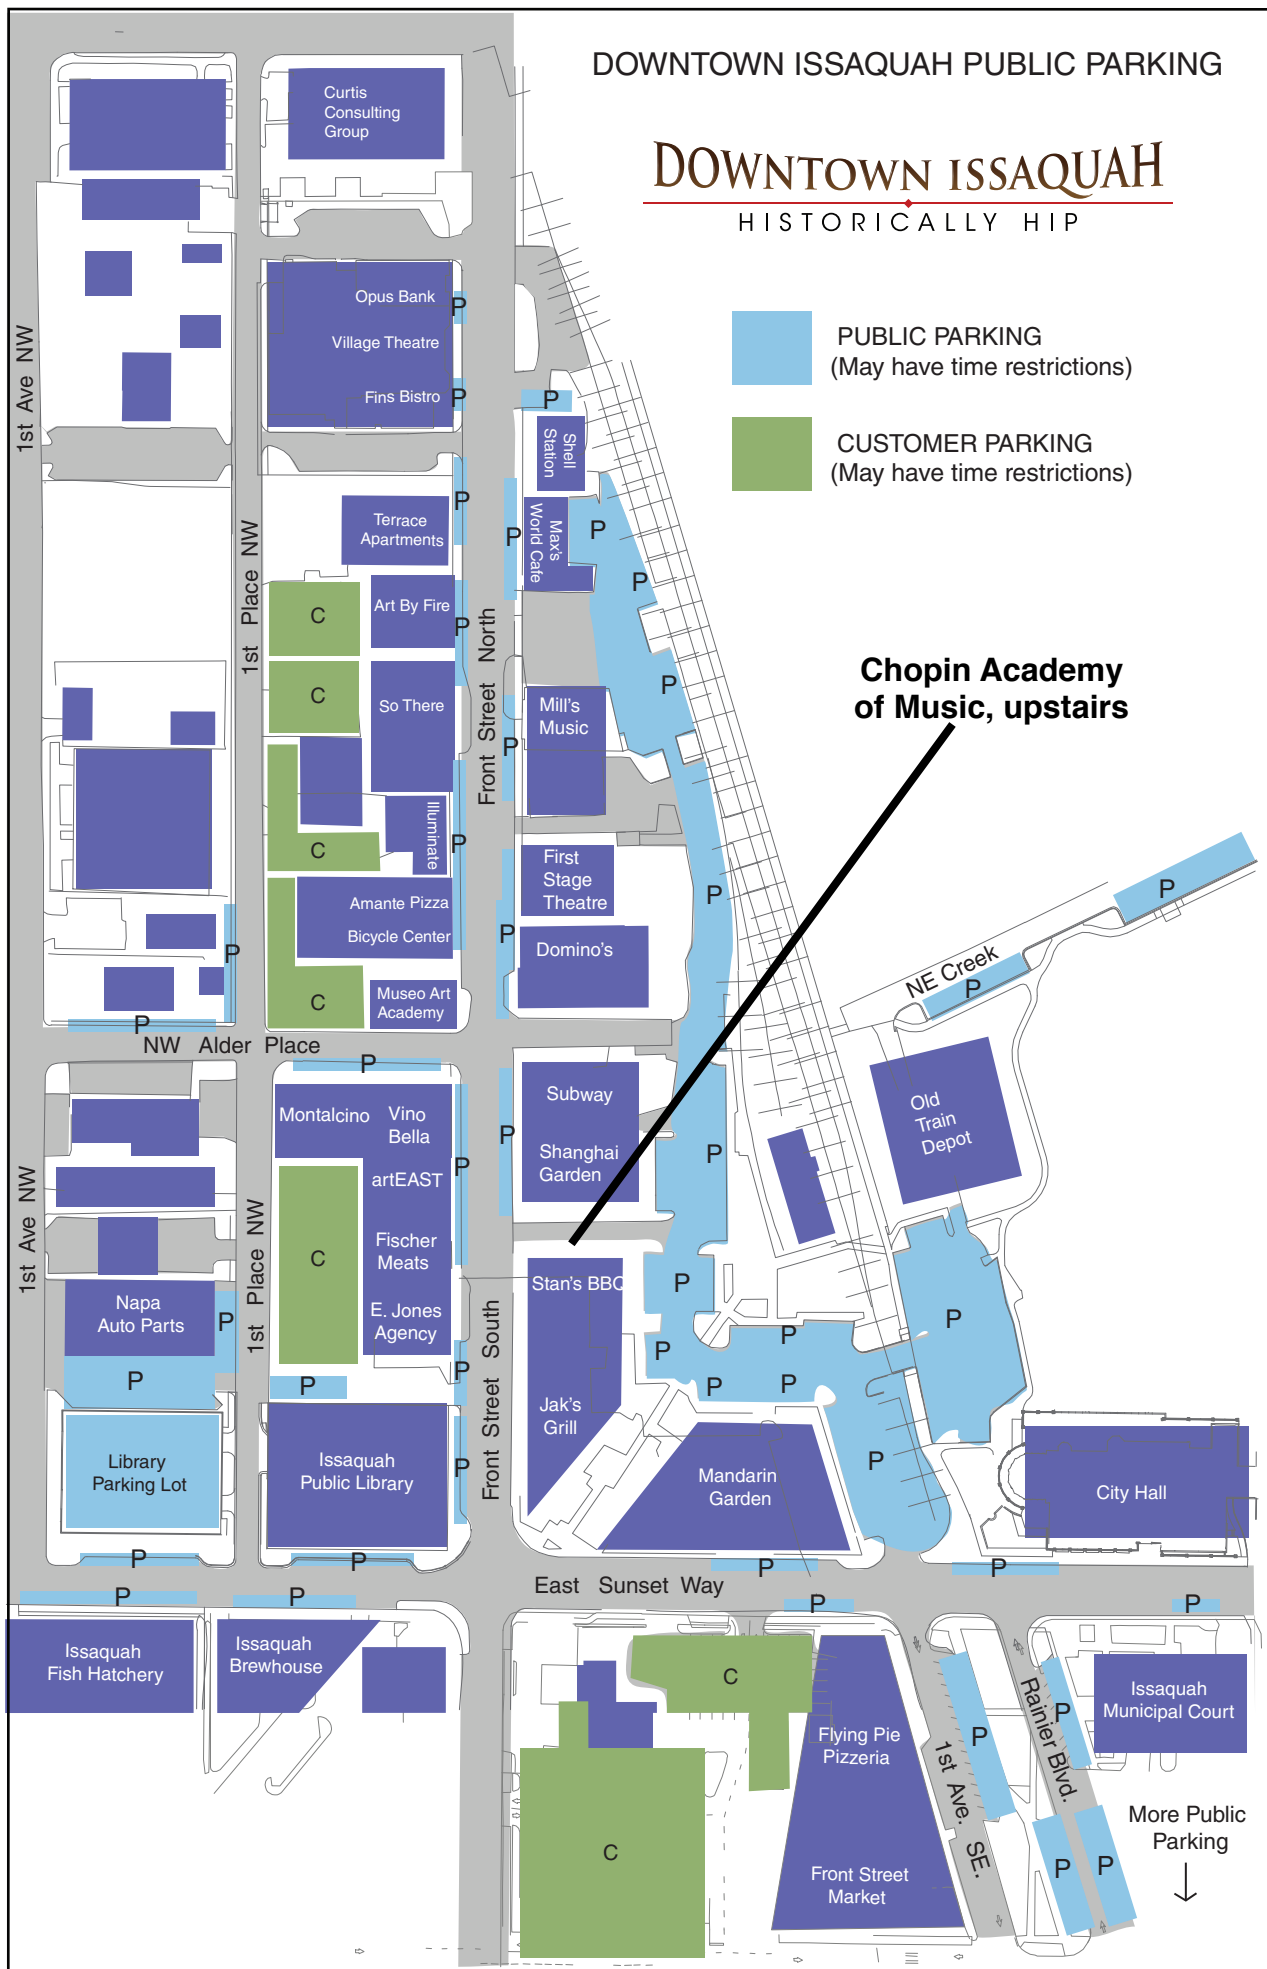 DOWNTOWN ISSAQUAH PUBLIC PARKING
DOWNTOWN ISSAQUAH
HISTORICALLY HIP
PUBLIC PARKING
(May have time restrictions)
CUSTOMER PARKING
(May have time restrictions)
Curtis
Consulting
Group
1st Ave NW
Opus Bank
P
Village Theatre
Fins Bistro
P
P
Shell
Station
P
Terrace
Apartments
P
Max's
World Cafe
P
P
1st Place NW
C
Art By Fire
P
Front Street North
C
So There
P
Mill's
Music
P
Chopin Academy
of Music, upstairs
Illuminate
P
C
First
Stage
Theatre
P
P
Amante Pizza
Bicycle Center
P
Domino's
P
NE Creek
P
C
Museo Art
Academy
P
NW Alder Place
P
Montalcino
Vino
Bella
P
Subway
Shanghai
Garden
P
Old
Train
Depot
artEAST
P
1st Ave NW
1st Place NW
C
Fischer
Meats
E. Jones
Agency
Front Street South
Stan's BBQ
P
P
P
P
P
P
Napa
Auto Parts
P
P
P
P
Jak's
Grill
Library
Parking Lot
Issaquah
Public Library
P
Mandarin
Garden
P
City Hall
P
P
P
P
East Sunset Way
P
P
P
P
Issaquah
Fish Hatchery
Issaquah
Brewhouse
C
Flying Pie
Pizzeria
1st Ave. SE.
P
Rainier Blvd.
P
Issaquah
Municipal Court
C
Front Street
Market
P
P
More Public
Parking